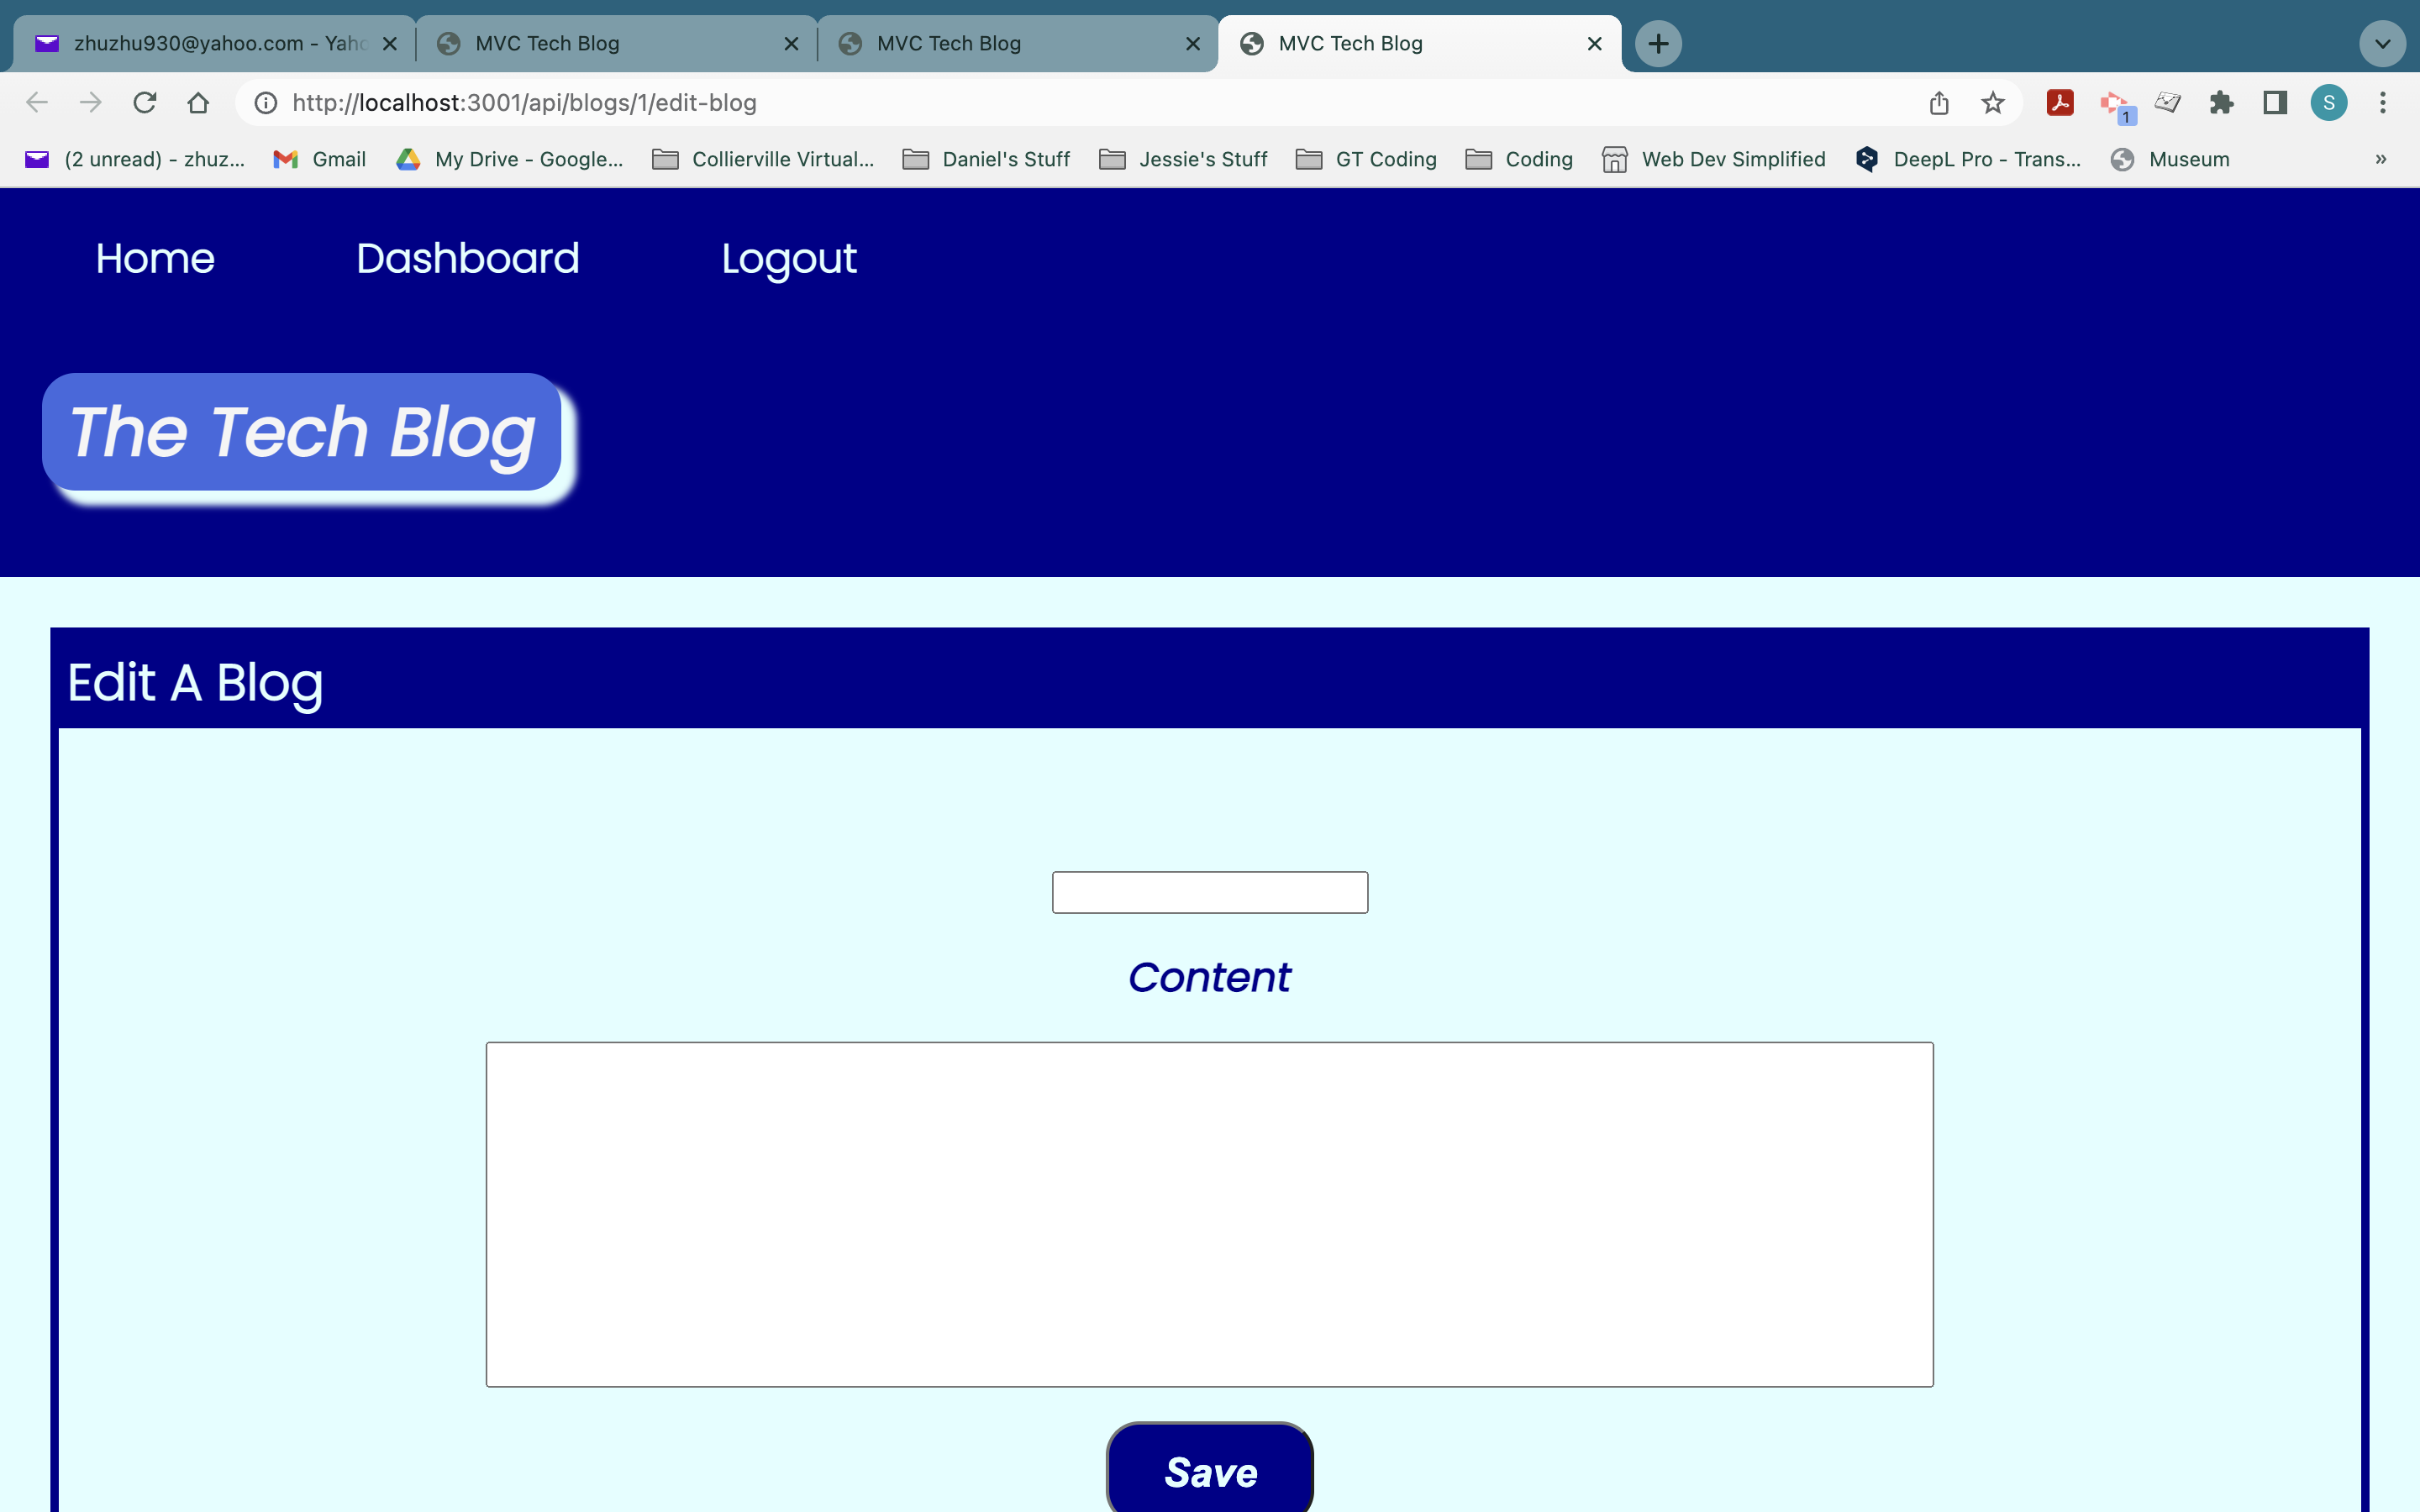 zhuzhu930@yahoo.com - Yaho
MVC Tech Blog
MVC Tech Blog
MVC Tech Blog
http://localhost:3001/api/blogs/1/edit-blog
1
S
(2 unread) - zhuz...
Gmail
My Drive - Google...
Collierville Virtual...
Daniel's Stuff
Jessie's Stuff
GT Coding
Coding
Web Dev Simplified
DeepL Pro - Trans...
Museum
»
Home Dashboard Logout
The Tech Blog
Edit A Blog
Content
Save